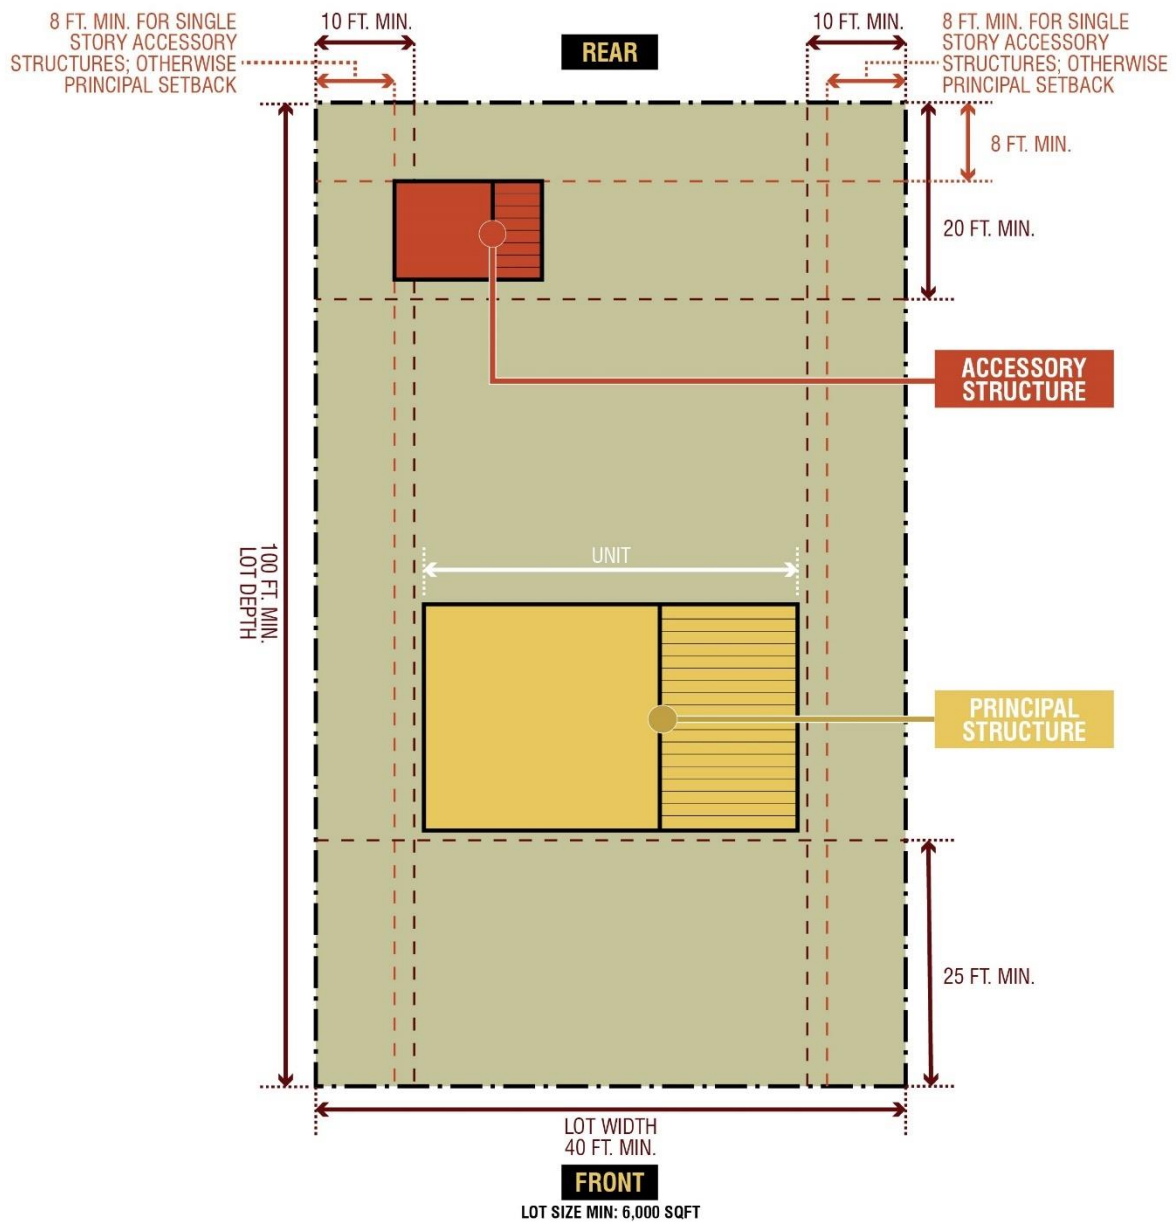 8 FT. MIN. FOR SINGLE
STORY ACCESSORY
STRUCTURES; OTHERWISE
PRINCIPAL SETBACK
10 FT. MIN.
REAR
10 FT. MIN.
8 FT. MIN. FOR SINGLE
STORY ACCESSORY
STRUCTURES; OTHERWISE
PRINCIPAL SETBACK
8 FT. MIN.
20 FT. MIN.
ACCESSORY
STRUCTURE
100 FT. MIN.
LOT DEPTH
UNIT
PRINCIPAL
STRUCTURE
25 FT. MIN.
LOT WIDTH
40 FT. MIN.
FRONT
LOT SIZE MIN: 6,000 SQFT